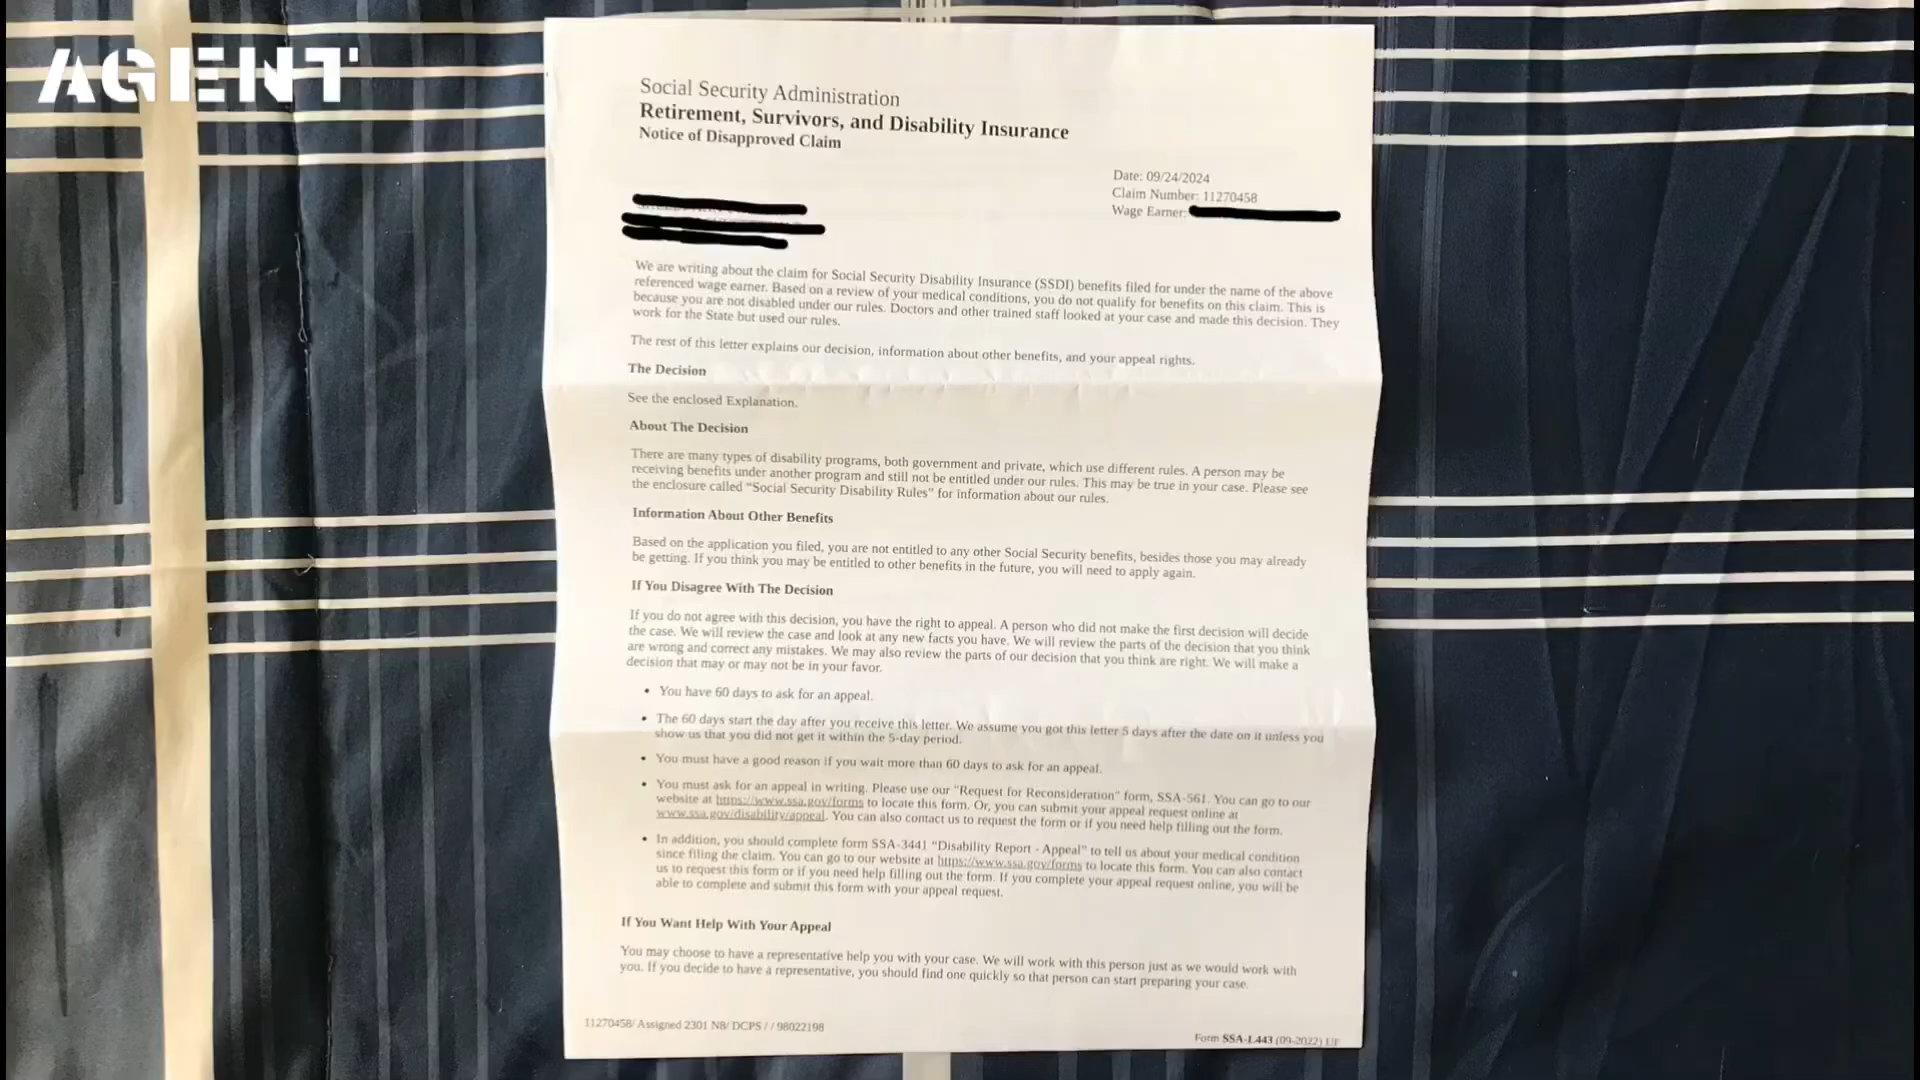 AGENT
Social Security Administration
Retirement, Survivors, and Disability Insurance
Notice of Disapproved Claim
Date: 09/24/2024
Claim Number: 11270458
Wage Earner:
We are writing about the claim for Social Security Disability Insurance (SSDI) benefits filed for under the name of the above
referenced wage earner. Based on a review of your medical conditions, you do not qualify for benefits on this claim. This is
because you are not disabled under our rules. Doctors and other trained staff looked at your case and made this decision. They
work for the State but used our rules.
The rest of this letter explains our decision, information about other benefits, and your appeal rights.
The Decision
See the enclosed Explanation.
About The Decision
There are many types of disability programs, both government and private, which use different rules. A person may be
receiving benefits under another program and still not be entitled under our rules. This may be true in your case. Please see
the enclosure called “Social Security Disability Rules” for information about our rules.
Information About Other Benefits
Based on the application you filed, you are not entitled to any other Social Security benefits, besides those you may already
be getting. If you think you may be entitled to other benefits in the future, you will need to apply again.
If You Disagree With The Decision
If you do not agree with this decision, you have the right to appeal. A person who did not make the first decision will decide
the case. We will review the case and look at any new facts you have. We will review the parts of the decision that you think
are wrong and correct any mistakes. We may also review the parts of our decision that you think are right. We will make a
decision that may or may not be in your favor.
• You have 60 days to ask for an appeal.
• The 60 days start the day after you receive this letter. We assume you got this letter 5 days after the date on it unless you
show us that you did not get it within the 5-day period.
• You must have a good reason if you wait more than 60 days to ask for an appeal.
• You must ask for an appeal in writing. Please use our "Request for Reconsideration" form, SSA-561. You can go to our
website at https://www.ssa.gov/forms to locate this form. Or, you can submit your appeal request online at
www.ssa.gov/disability/appeal. You can also contact us to request the form or if you need help filling out the form.
• In addition, you should complete form SSA-3441 “Disability Report - Appeal” to tell us about your medical condition
since filing the claim. You can go to our website at https://www.ssa.gov/forms to locate this form. You can also contact
us to request this form or if you need help filling out the form. If you complete your appeal request online, you will be
able to complete and submit this form with your appeal request.
If You Want Help With Your Appeal
You may choose to have a representative help you with your case. We will work with this person just as we would work with
you. If you decide to have a representative, you should find one quickly so that person can start preparing your case.
11270458/ Assigned 2301 N8/ DCPS / / 98022198
Form SSA-L443 (09-2022) UF